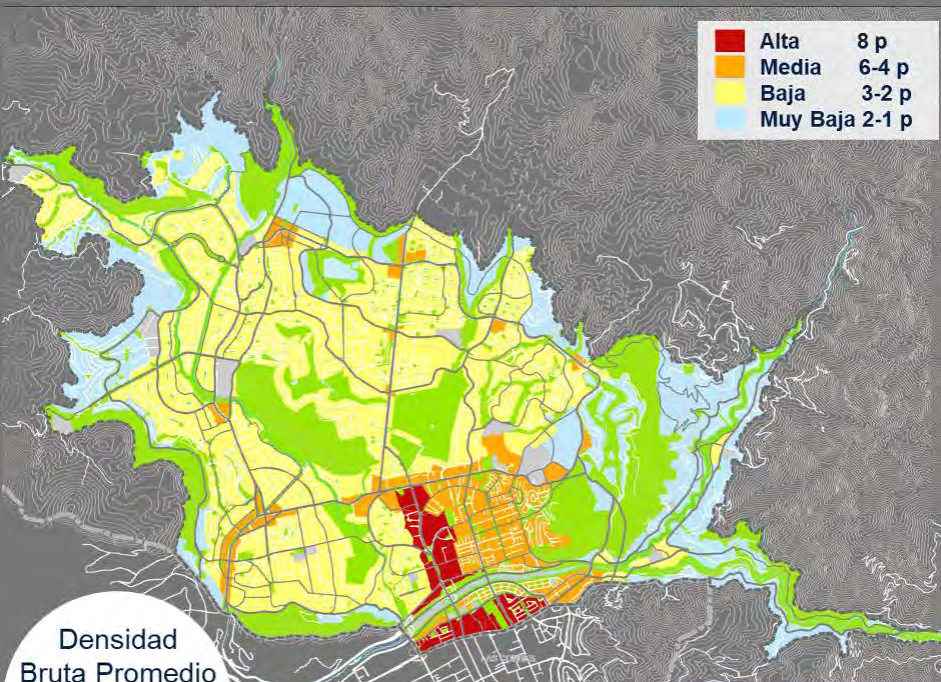 Alta 8 p
Media 6-4 p
Baja 3-2 p
Muy Baja 2-1 p
Densidad
Bruta Promedio